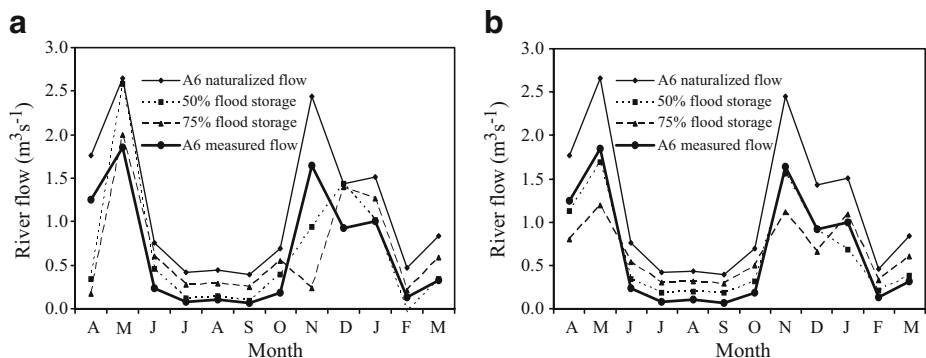 a
River flow (m³s⁻¹)
3.0
2.5
2.0
1.5
1.0
0.5
0.0
A6 naturalized flow
50% flood storage
75% flood storage
A6 measured flow
A M J J A S O N D J F M
Month
b
River flow (m³s⁻¹)
3.0
2.5
2.0
1.5
1.0
0.5
0.0
A6 naturalized flow
50% flood storage
75% flood storage
A6 measured flow
A M J J A S O N D J F M
Month